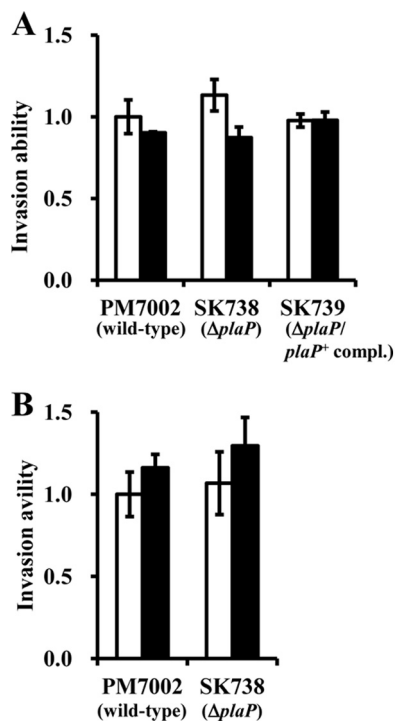 A
Invasion ability
1.5
1.0
0.5
0.0
PM7002 SK738 SK739
(wild-type) (ΔplaP) (ΔplaP/
plaP+ compl.)
B
Invasion avility
1.5
1.0
0.5
0.0
PM7002 SK738
(wild-type) (ΔplaP)